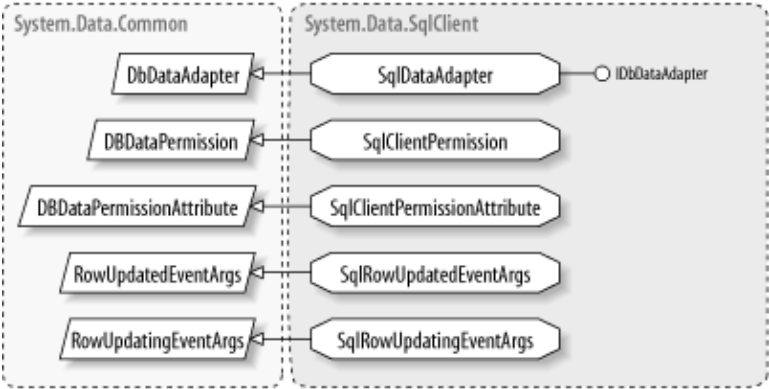 System.Data.Common
System.Data.SqlClient
DbDataAdapter
SqlDataAdapter
IDbDataAdapter
DBDataPermission
SqlClientPermission
DBDataPermissionAttribute
SqlClientPermissionAttribute
RowUpdatedEventArgs
SqlRowUpdatedEventArgs
RowUpdatingEventArgs
SqlRowUpdatingEventArgs